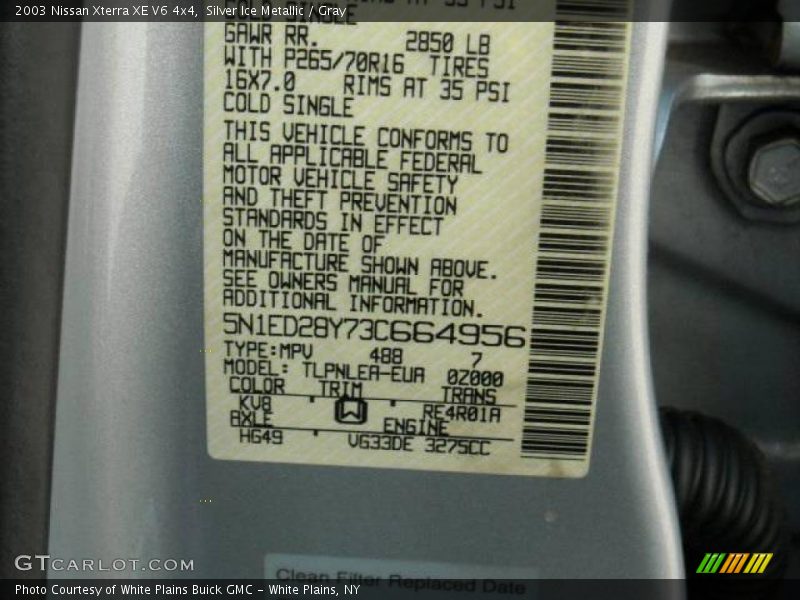 2003 Nissan Xterra XE V6 4x4, Silver Ice Metallic / Gray
COLD SINGLE
GAWR RR. 2850 LB
WITH P265/70R16 TIRES
16X7.0 RIMS AT 35 PSI
COLD SINGLE
THIS VEHICLE CONFORMS TO
ALL APPLICABLE FEDERAL
MOTOR VEHICLE SAFETY
AND THEFT PREVENTION
STANDARDS IN EFFECT
ON THE DATE OF
MANUFACTURE SHOWN ABOVE.
SEE OWNERS MANUAL FOR
ADDITIONAL INFORMATION.
5N1ED28Y73C664956
TYPE:MPV 488 7
MODEL: TLPNLEA-EUA 0Z000
COLOR TRIM TRANS
KV8 W RE4R01A
AXLE ENGINE
HG49 VG33DE 3275CC
GTCARLOT.COM
Clean Filter Replaced Date
Photo Courtesy of White Plains Buick GMC - White Plains, NY